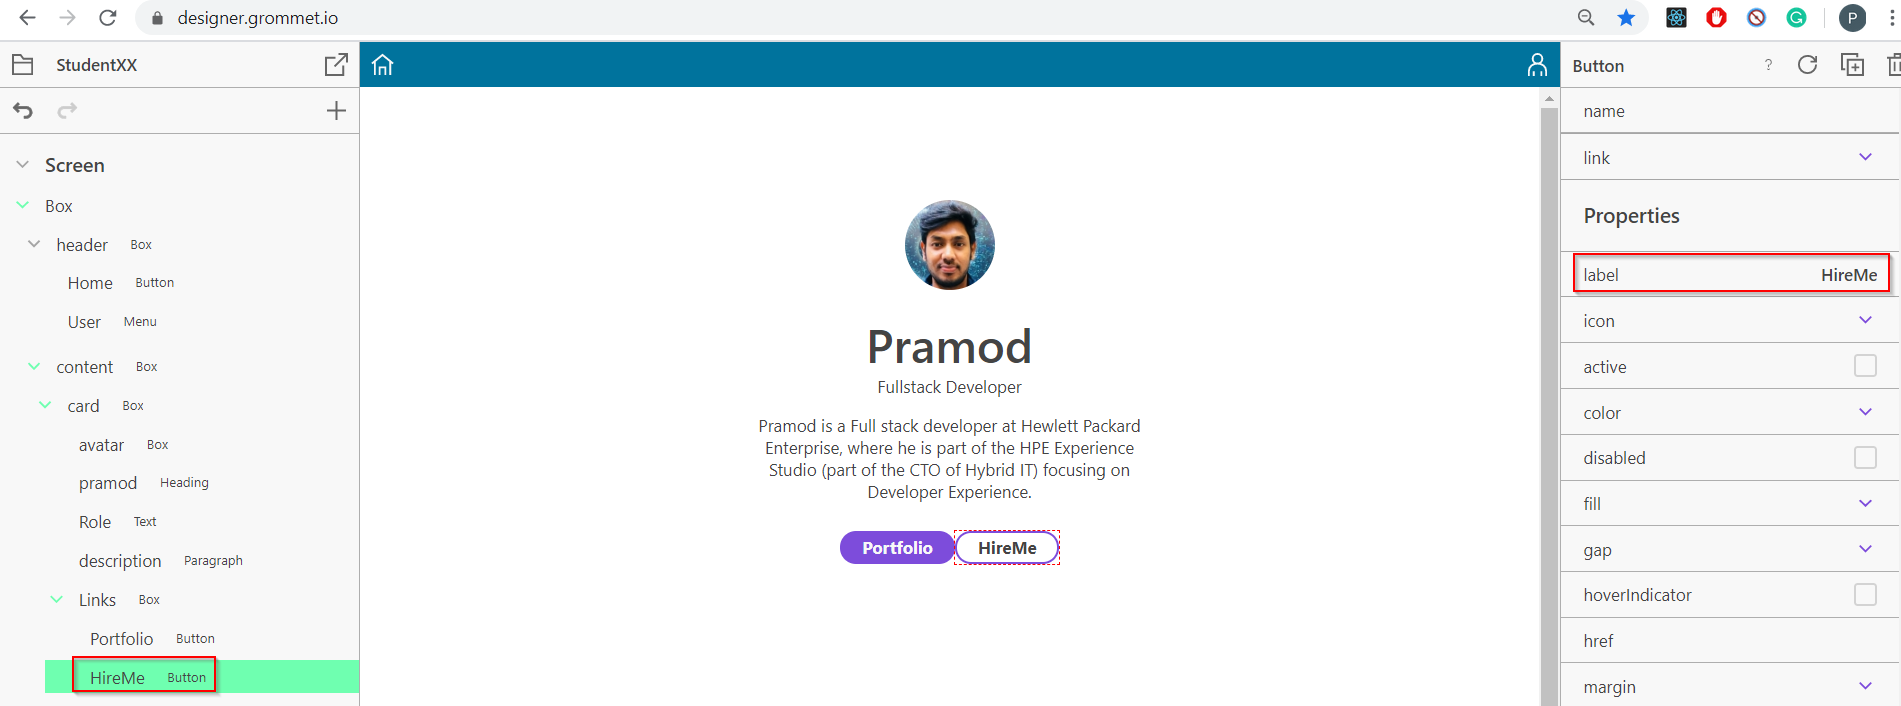 designer.grommet.io
P
StudentXX
Screen
Box
header Box
Home Button
User Menu
content Box
card Box
avatar Box
pramod Heading
Role Text
description Paragraph
Links Box
Portfolio Button
HireMe Button
Pramod
Fullstack Developer
Pramod is a Full stack developer at Hewlett Packard
Enterprise, where he is part of the HPE Experience
Studio (part of the CTO of Hybrid IT) focusing on
Developer Experience.
Portfolio HireMe
Button ?
name
link
Properties
label HireMe
icon
active
color
disabled
fill
gap
hoverIndicator
href
margin